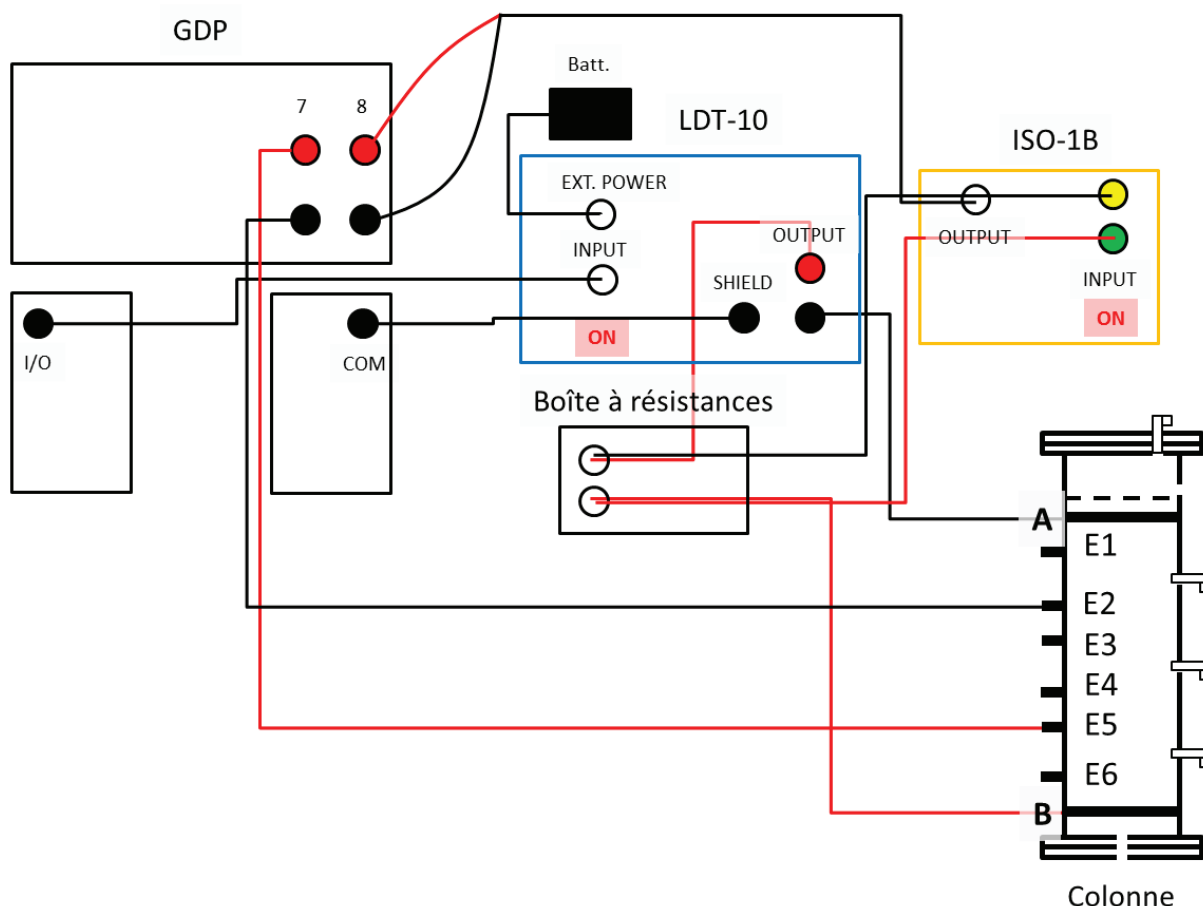 GDP
7 8
I/O
COM
Batt.
LDT-10
EXT. POWER
INPUT
OUTPUT
SHIELD
ON
ISO-1B
OUTPUT
INPUT
ON
Boîte à résistances
A
E1
E2
E3
E4
E5
E6
B
Colonne